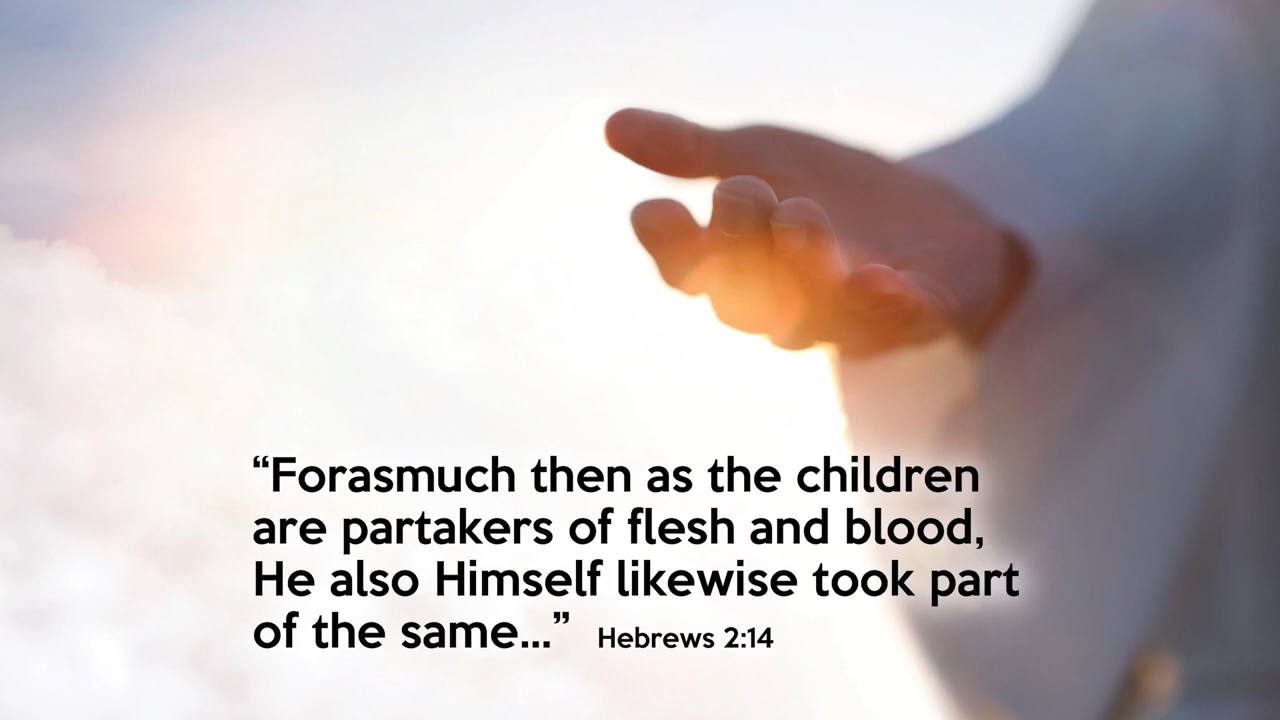 “Forasmuch then as the children
are partakers of flesh and blood,
He also Himself likewise took part
of the same...” Hebrews 2:14